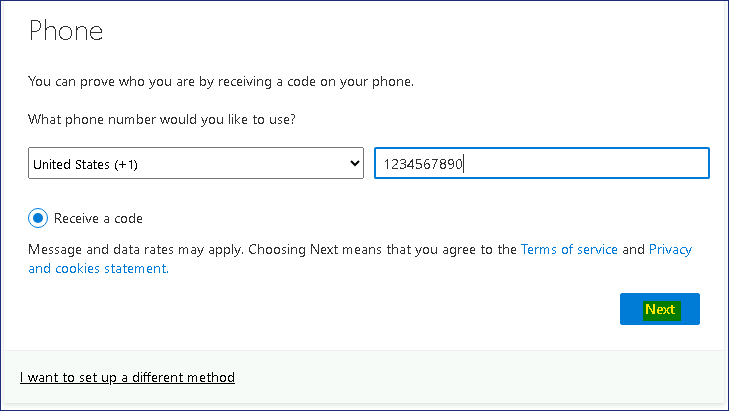 Phone
You can prove who you are by receiving a code on your phone.
What phone number would you like to use?
United States (+1) 1234567890
Receive a code
Message and data rates may apply. Choosing Next means that you agree to the Terms of service and Privacy
and cookies statement.
Next
I want to set up a different method